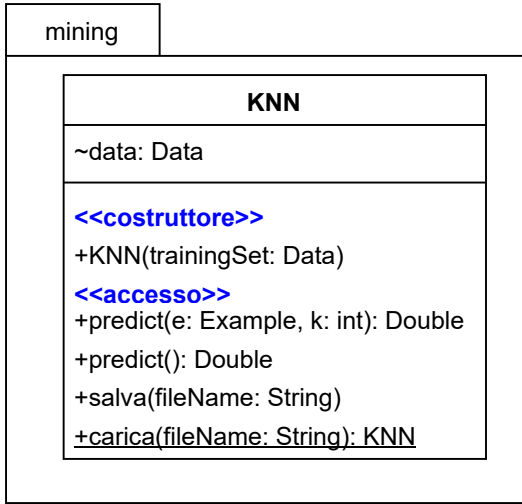 mining
KNN
~data: Data
<<costruttore>>
+KNN(trainingSet: Data)
<<accesso>>
+predict(e: Example, k: int): Double
+predict(): Double
+salva(fileName: String)
+carica(fileName: String): KNN